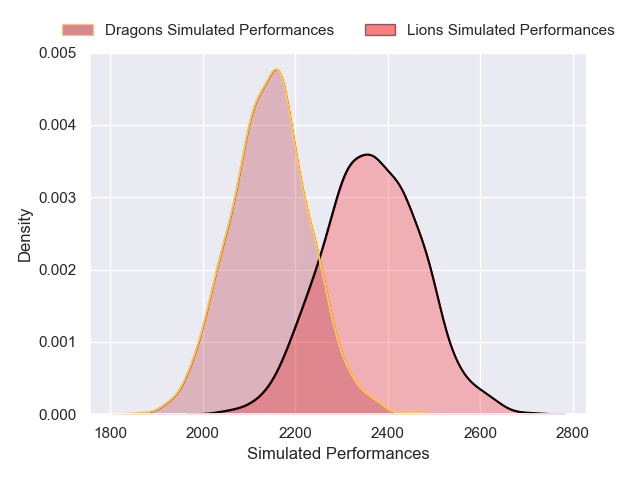 Dragons Simulated Performances
Lions Simulated Performances
0.005
0.004
0.003
0.002
0.001
0.000
Density
1800 2000 2200 2400 2600 2800
Simulated Performances